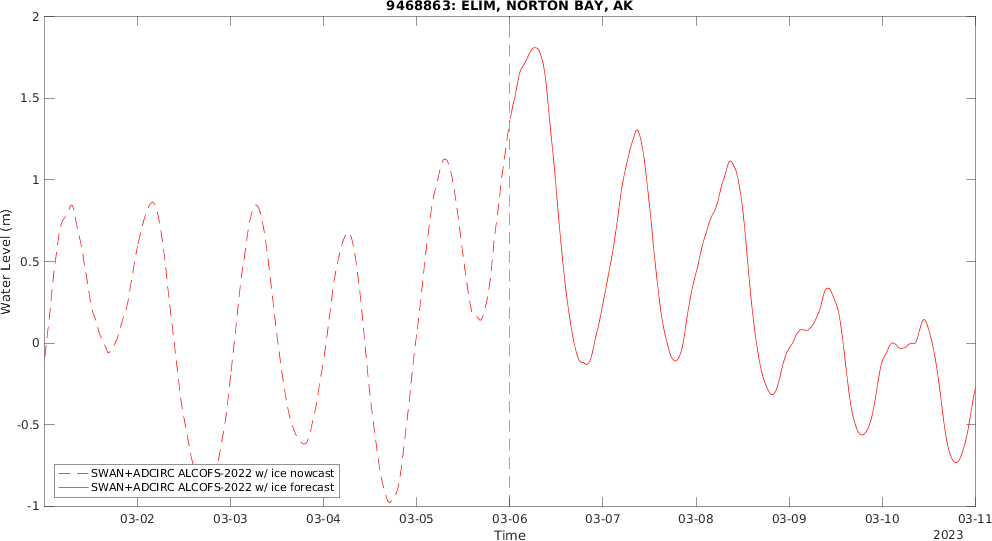 9468863: ELIM, NORTON BAY, AK
2
1.5
1
0.5
0
-0.5
-1
Water Level (m)
SWAN+ADCIRC ALCOFS-2022 w/ ice nowcast
SWAN+ADCIRC ALCOFS-2022 w/ ice forecast
03-02 03-03 03-04 03-05 03-06 03-07 03-08 03-09 03-10 03-11
Time
2023